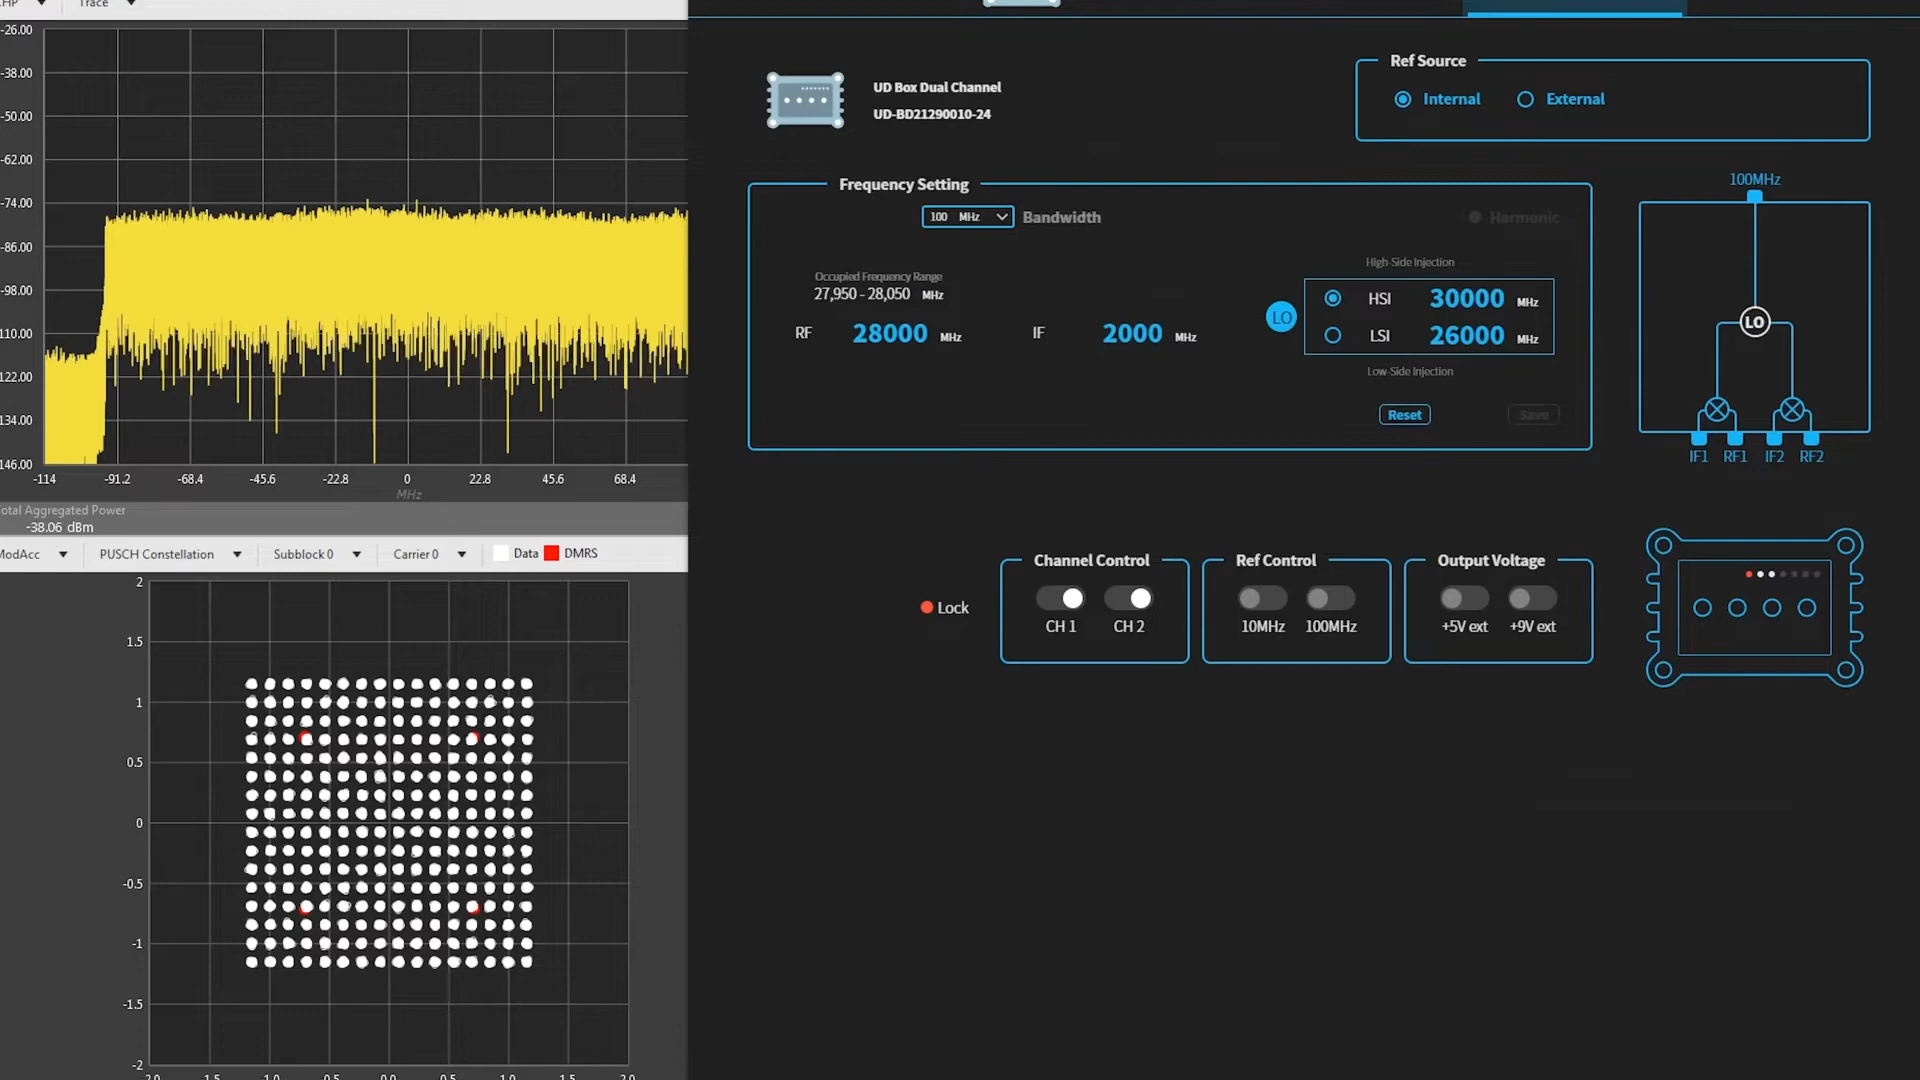 Trace
-26.00
-38.00
-50.00
-62.00
-74.00
-86.00
-98.00
110.00
122.00
134.00
146.00
-114 -91.2 -68.4 -45.6 -22.8 0 22.8 45.6 68.4
MHz
otal Aggregated Power
-38.06 dBm
ModAcc PUSCH Constellation Subblock 0 Carrier 0 Data DMRS
2
1.5
1
0.5
0
-0.5
-1
-1.5
-2
UD Box Dual Channel
UD-BD21290010-24
Ref Source
Internal External
Frequency Setting
100 MHz Bandwidth
Harmonic
Occupied Frequency Range
27,950 - 28,050 MHz
RF 28000 MHz IF 2000 MHz
LO
High-Side Injection
HSI 30000 MHz
LSI 26000 MHz
Low-Side Injection
Reset Save
100MHz
LO
IF1 RF1 IF2 RF2
Lock
Channel Control
CH 1 CH 2
Ref Control
10MHz 100MHz
Output Voltage
+5V ext +9V ext